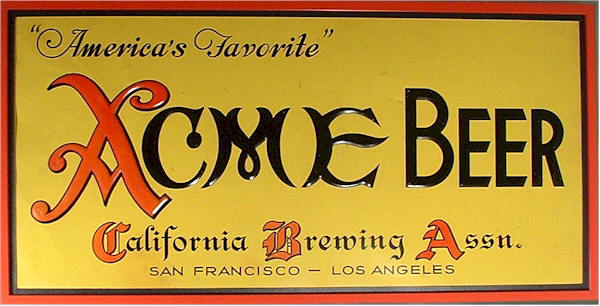 "America's Favorite"
ACME BEER
California Brewing Assn.
SAN FRANCISCO – LOS ANGELES